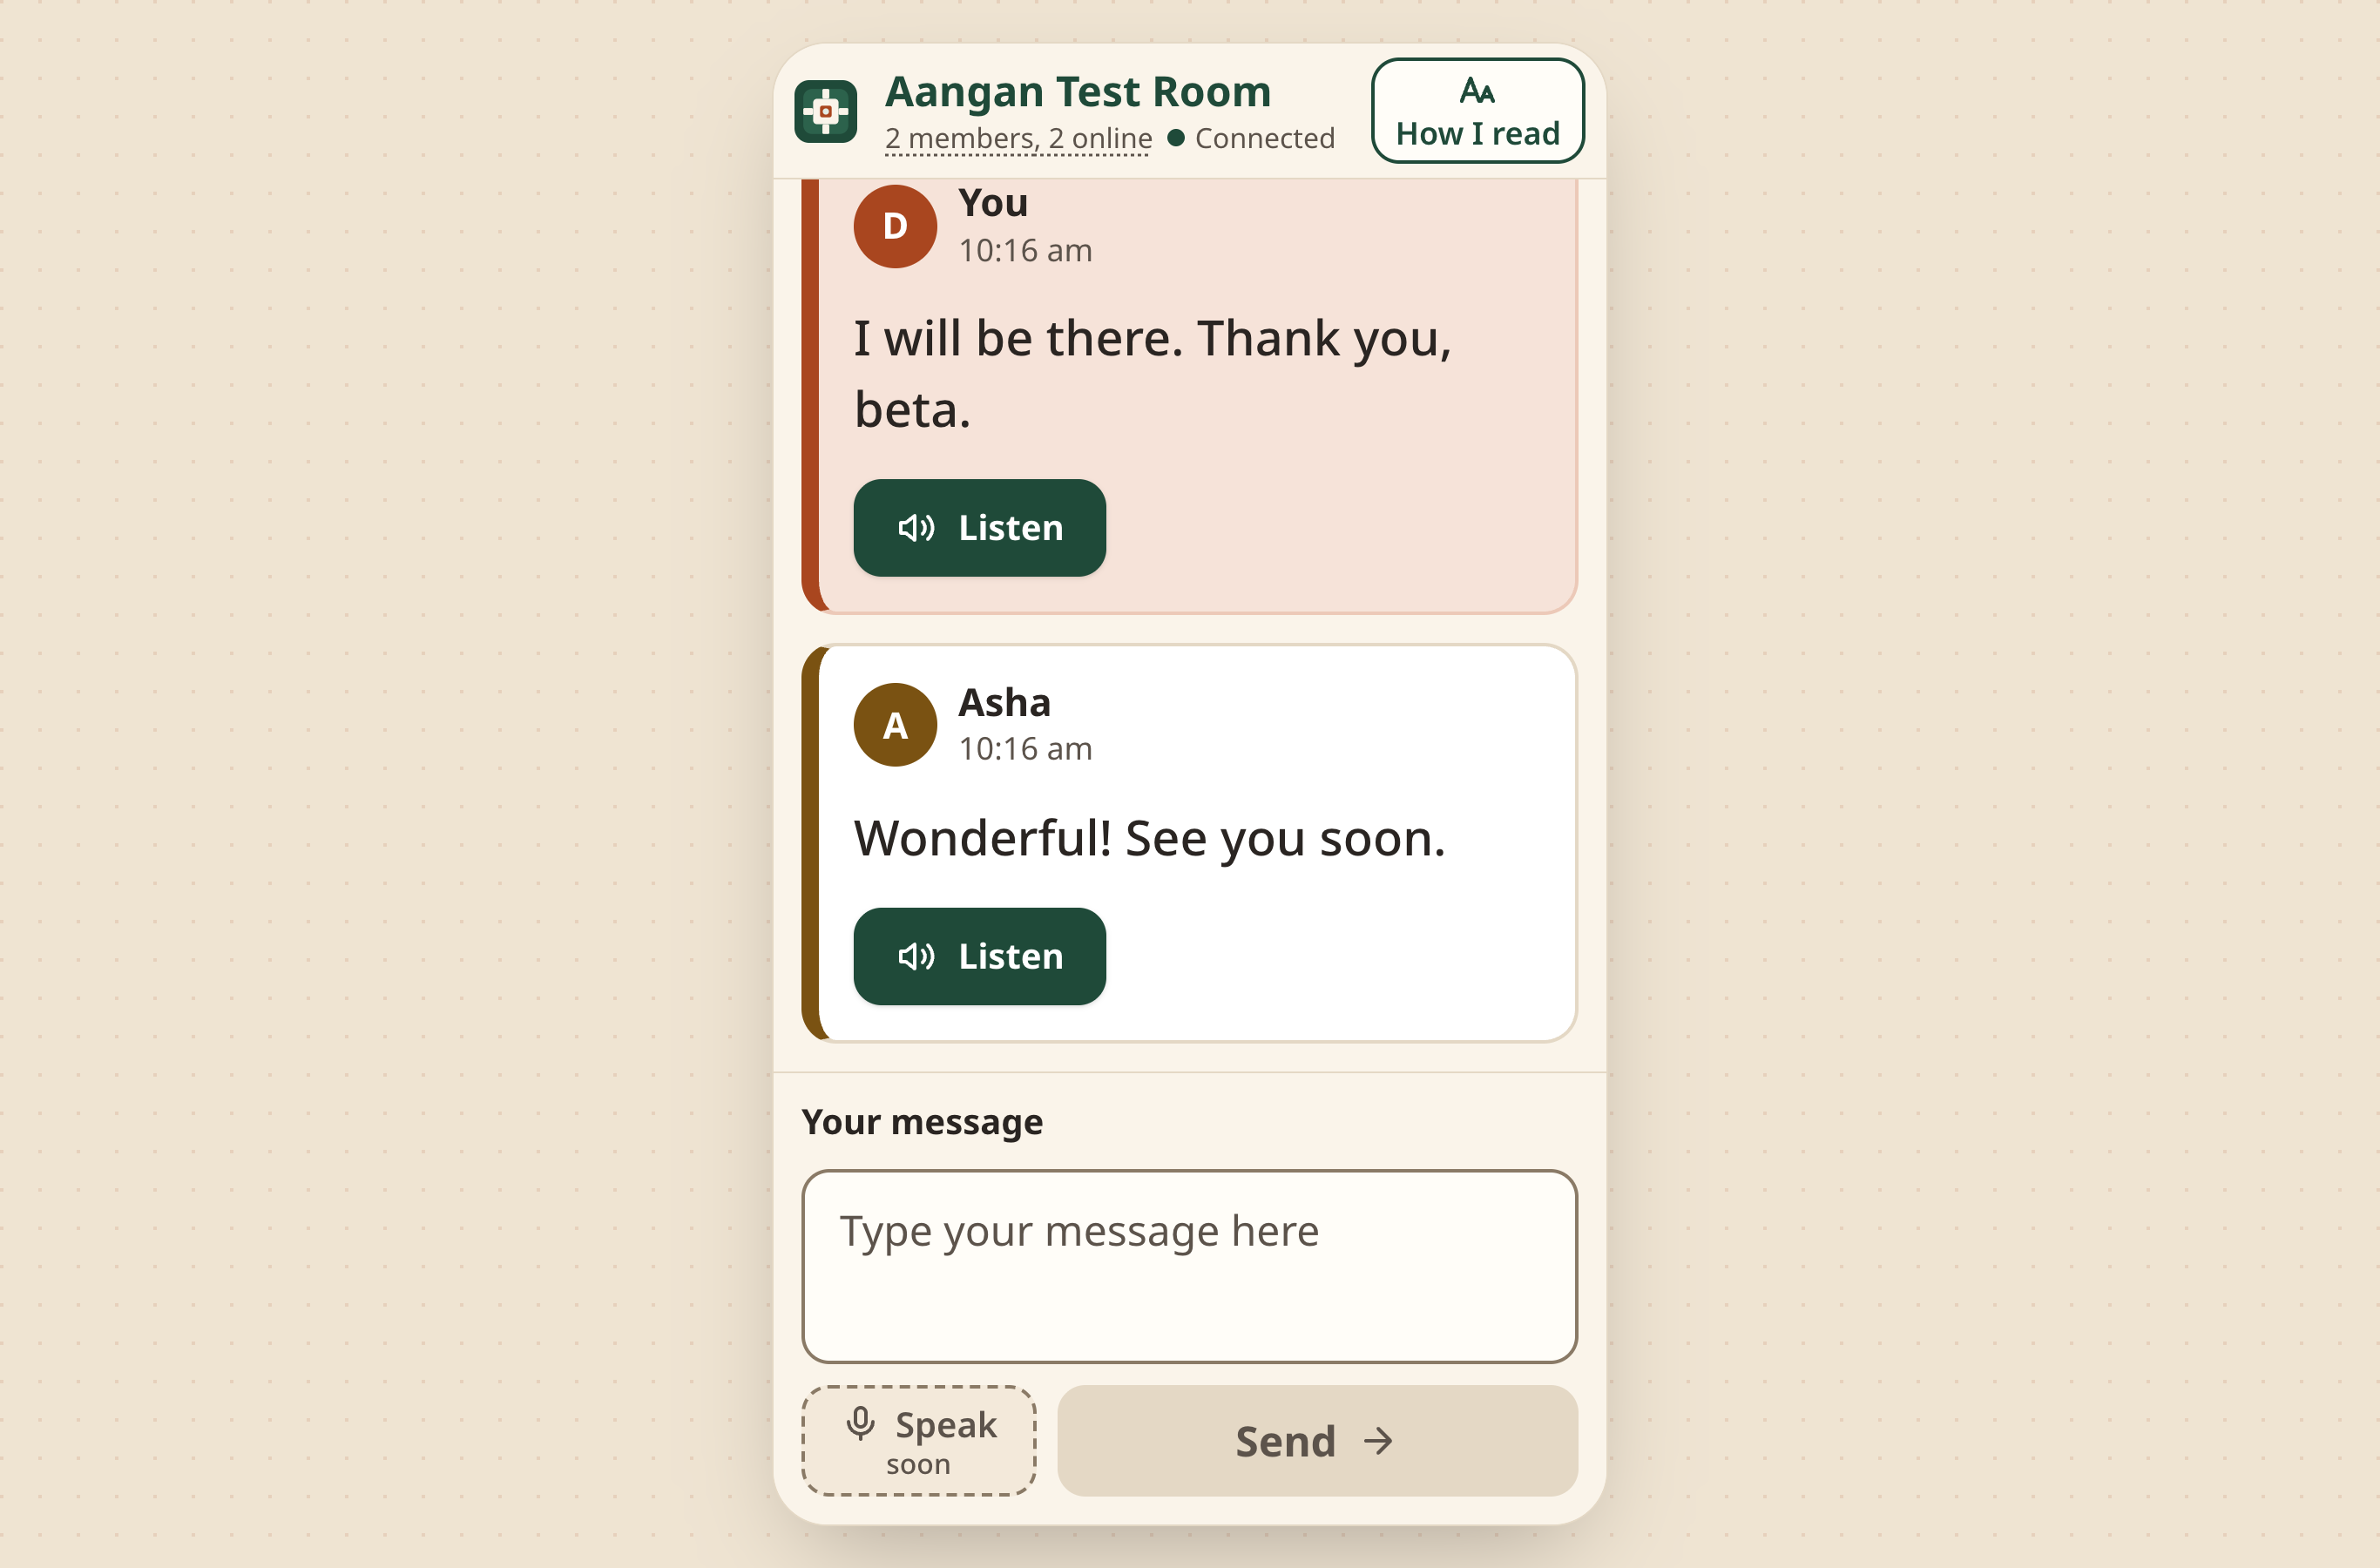 Aangan Test Room
2 members, 2 online Connected
AA
How I read
D
You
10:16 am
I will be there. Thank you,
beta.
Listen
A
Asha
10:16 am
Wonderful! See you soon.
Listen
Your message
Type your message here
Speak
soon
Send